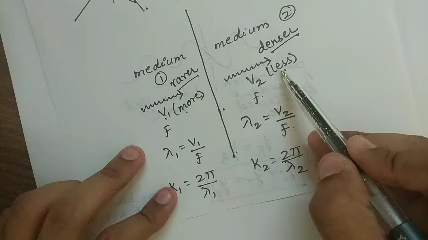 medium
① rarer
V₁ (more)
f
λ₁ = V₁/f
K₁ = 2π/λ₁
medium ②
denser
V₂ (less)
f
λ₂ = V₂/f
K₂ = 2π/λ₂